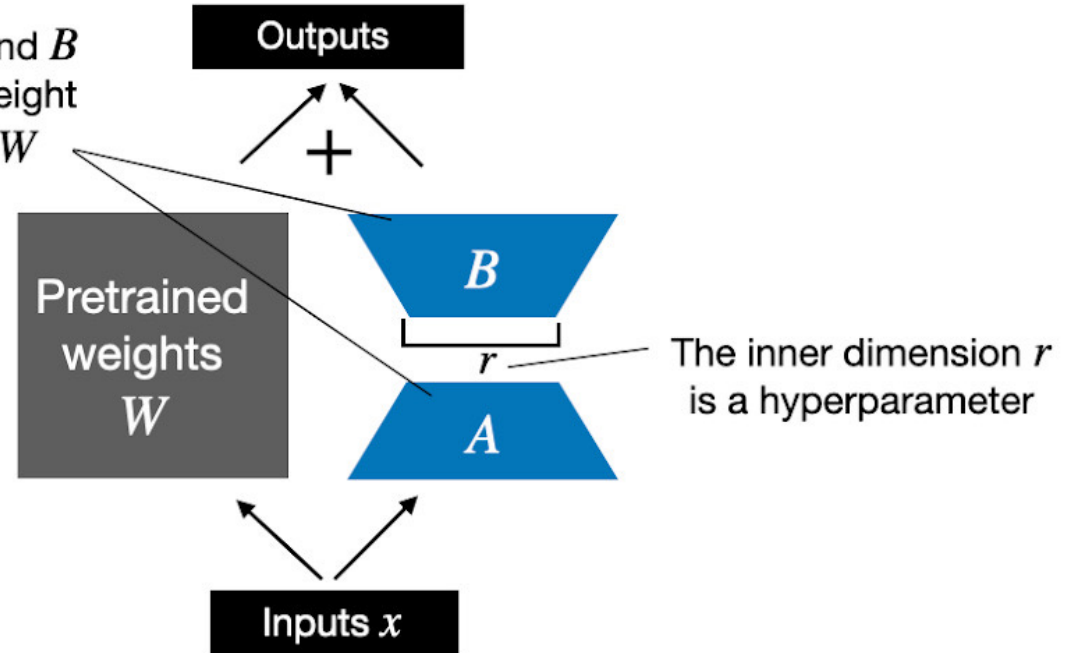 Outputs
nd B
eight
W
+
B
Pretrained
weights
W
r
The inner dimension r
is a hyperparameter
A
Inputs x